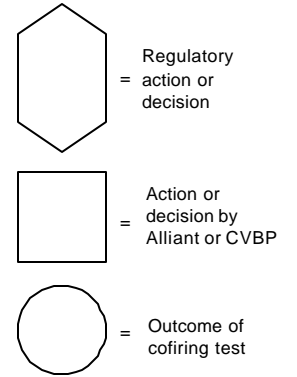 Regulatory
= action or
decision
Action or
decision by
= Alliant or CVBP
Outcome of
= cofiring test